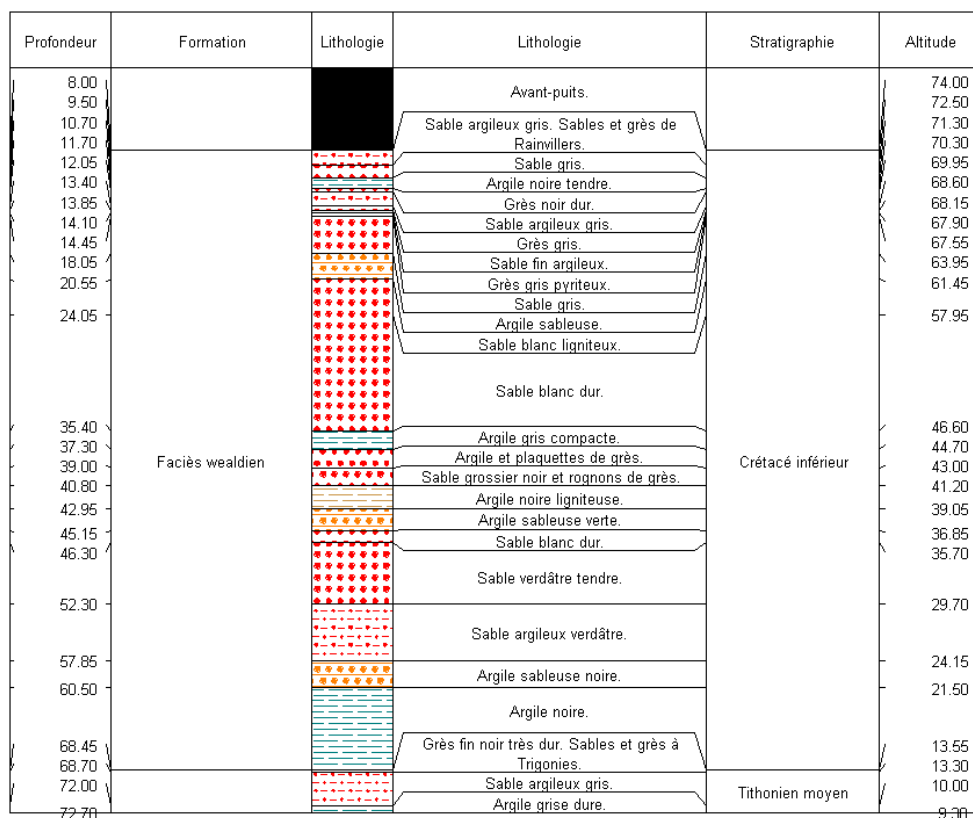 Profondeur Formation Lithologie Lithologie Stratigraphie Altitude
8.00 Avant-puits. 74.00
9.50 72.50
10.70 Sable argileux gris. Sables et grès de 71.30
11.70 Rainvillers. 70.30
12.05 Sable gris. 69.95
13.40 Argile noire tendre. 68.60
13.85 Grès noir dur. 68.15
14.10 Sable argileux gris. 67.90
14.45 Grès gris. 67.55
18.05 Sable fin argileux. 63.95
20.55 Grès gris pyriteux. 61.45
Sable gris.
24.05 Argile sableuse. 57.95
Sable blanc ligniteux.
Sable blanc dur.
35.40 46.60
37.30 Argile gris compacte. 44.70
39.00 Faciès wealdien Argile et plaquettes de grès. Crétacé inférieur 43.00
40.80 Sable grossier noir et rognons de grès. 41.20
42.95 Argile noire ligniteuse. 39.05
45.15 Argile sableuse verte. 36.85
46.30 Sable blanc dur. 35.70
Sable verdâtre tendre.
52.30 29.70
Sable argileux verdâtre.
57.85 24.15
60.50 Argile sableuse noire. 21.50
Argile noire.
68.45 Grès fin noir très dur. Sables et grès à 13.55
68.70 Trigonies. 13.30
72.00 Sable argileux gris. Tithonien moyen 10.00
72.70 Argile grise dure. 9.30